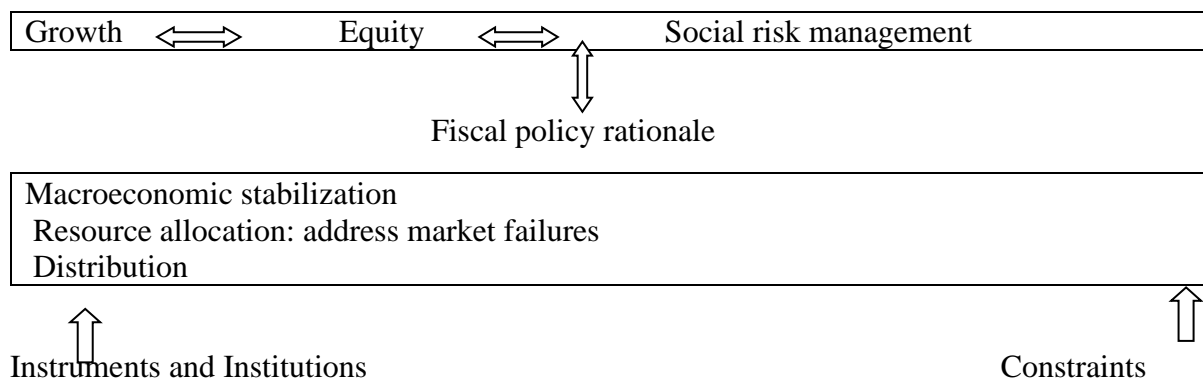 Growth Equity Social risk management
Fiscal policy rationale
Macroeconomic stabilization
Resource allocation: address market failures
Distribution
Instruments and Institutions Constraints